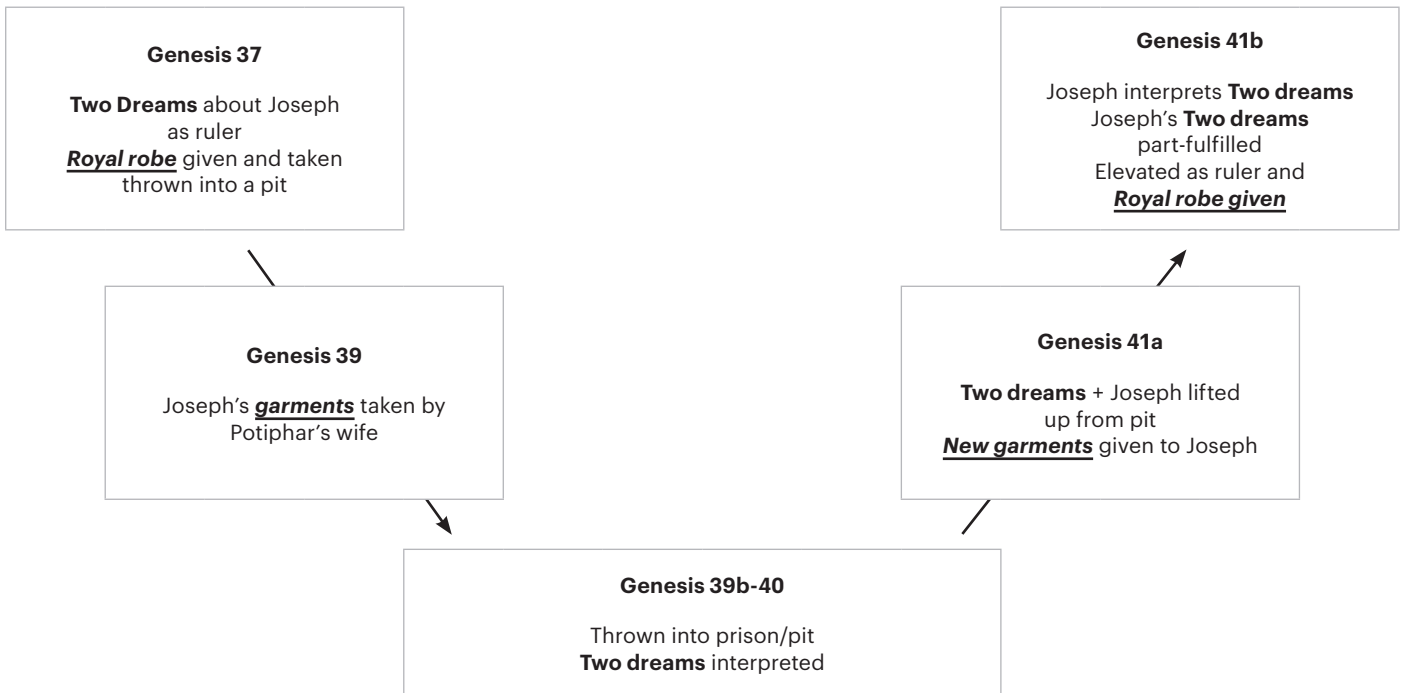 Genesis 37
Two Dreams about Joseph
as ruler
Royal robe given and taken
thrown into a pit
Genesis 39
Joseph’s garments taken by
Potiphar’s wife
Genesis 39b-40
Thrown into prison/pit
Two dreams interpreted
Genesis 41a
Two dreams + Joseph lifted
up from pit
New garments given to Joseph
Genesis 41b
Joseph interprets Two dreams
Joseph’s Two dreams
part-fulfilled
Elevated as ruler and
Royal robe given